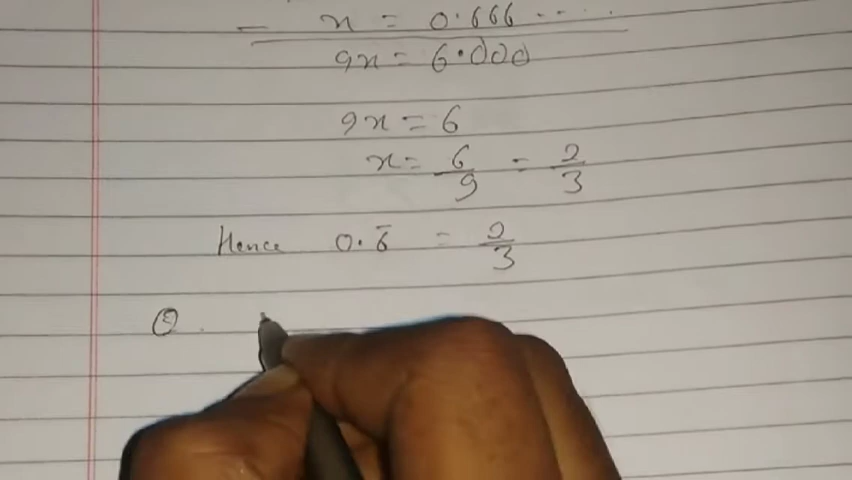 - x = 0.666.....
9x = 6.000
9x = 6
x = 6/9 = 2/3
Hence 0.6̅ = 2/3
Q.